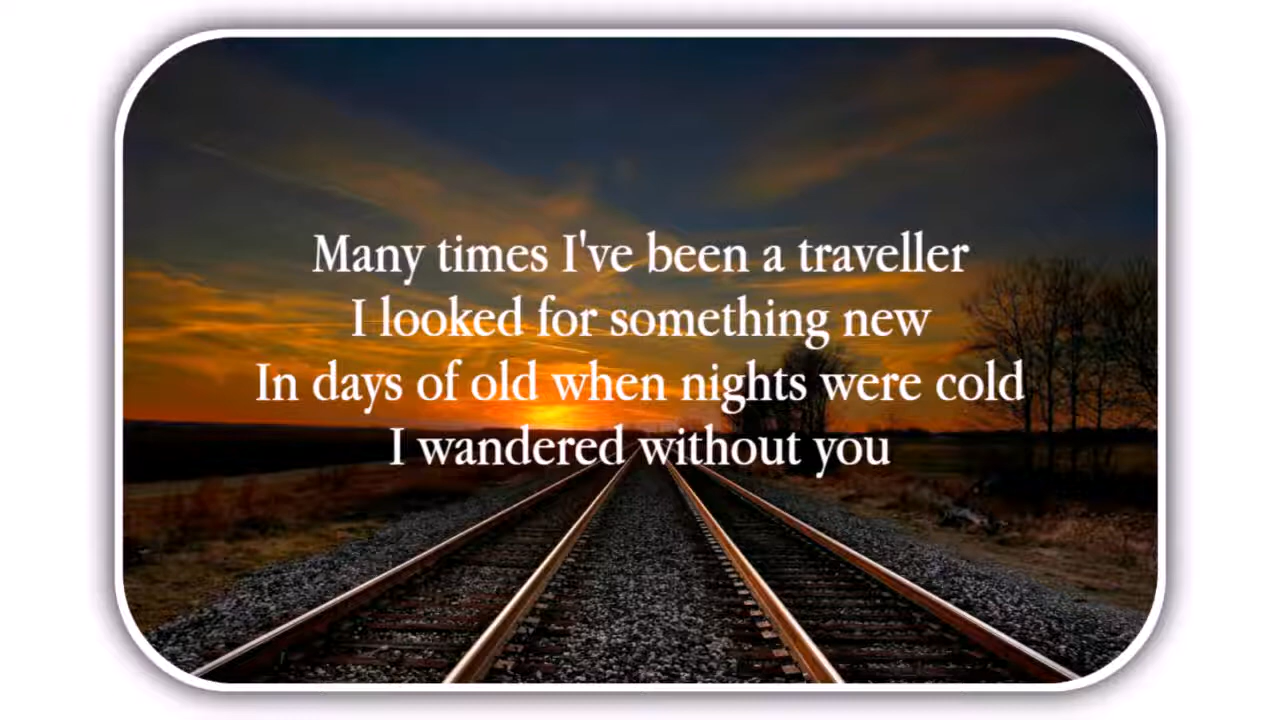 Many times I've been a traveller
I looked for something new
In days of old when nights were cold
I wandered without you